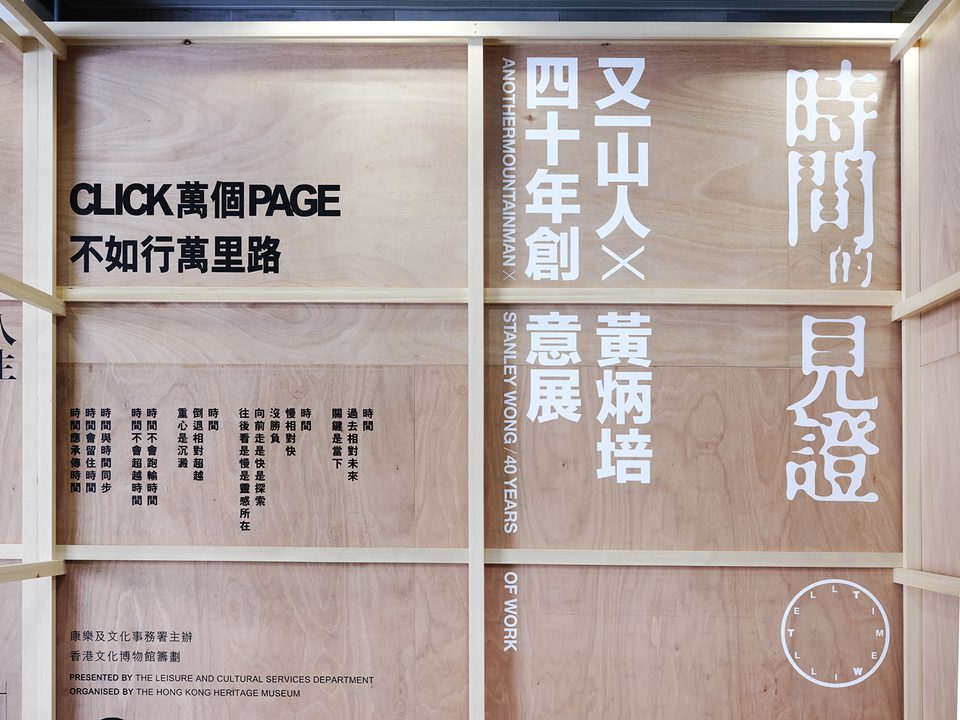 時間的見證
又一山人×黃炳培
四十年創意展
ANOTHERMOUNTAINMAN × STANLEY WONG / 40 YEARS OF WORK
TIME WILL TELL
CLICK萬個PAGE
不如行萬里路
時間
過去相對未來
關鍵是當下
時間
慢相對快
沒勝負
向前走是快是探索
往後看是慢是靈感所在
時間
倒退相對超越
重心是沉澱
時間不會跑輸時間
時間不會超越時間
時間與時間同步
時間會留住時間
時間應承傳時間
康樂及文化事務署主辦
香港文化博物館籌劃
PRESENTED BY THE LEISURE AND CULTURAL SERVICES DEPARTMENT
ORGANISED BY THE HONG KONG HERITAGE MUSEUM